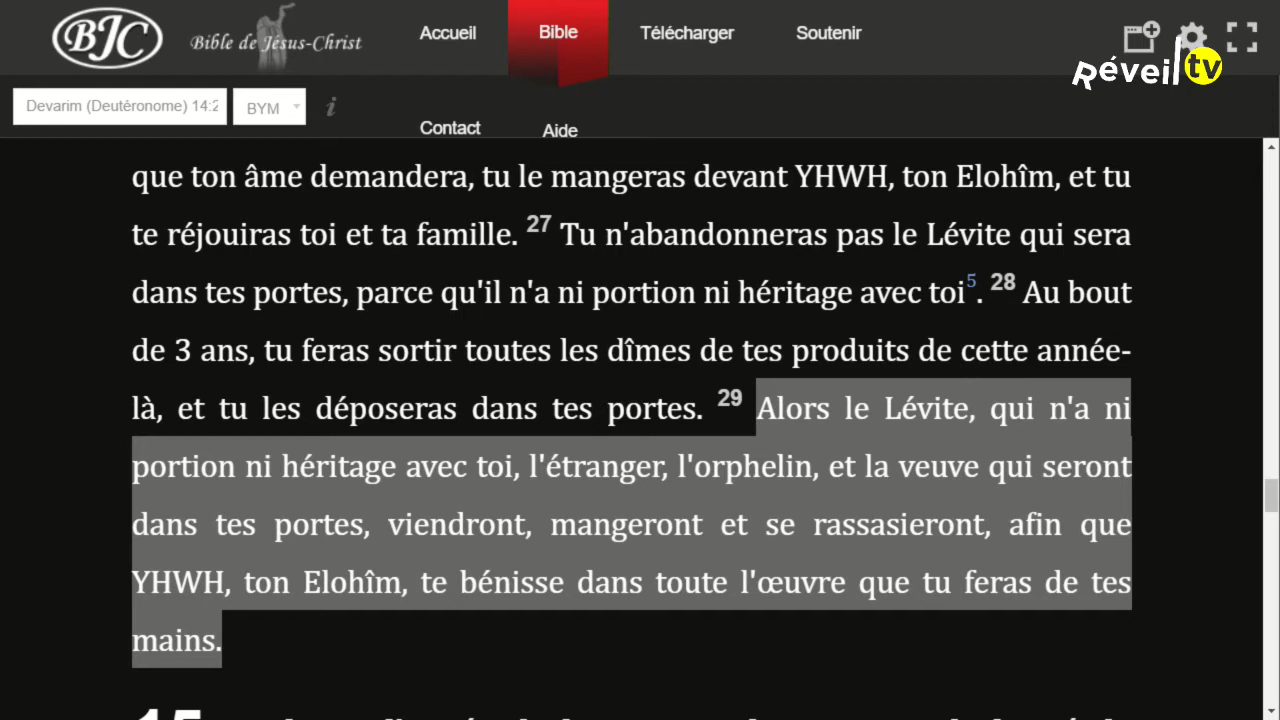 BJC Bible de Jésus-Christ
Accueil Bible Télécharger Soutenir
Réveil tv
Devarim (Deutéronome) 14:2 BYM i
Contact Aide
que ton âme demandera, tu le mangeras devant YHWH, ton Elohîm, et tu
te réjouiras toi et ta famille. 27 Tu n'abandonneras pas le Lévite qui sera
dans tes portes, parce qu'il n'a ni portion ni héritage avec toi5. 28 Au bout
de 3 ans, tu feras sortir toutes les dîmes de tes produits de cette année-
là, et tu les déposeras dans tes portes. 29 Alors le Lévite, qui n'a ni
portion ni héritage avec toi, l'étranger, l'orphelin, et la veuve qui seront
dans tes portes, viendront, mangeront et se rassasieront, afin que
YHWH, ton Elohîm, te bénisse dans toute l'œuvre que tu feras de tes
mains.
15